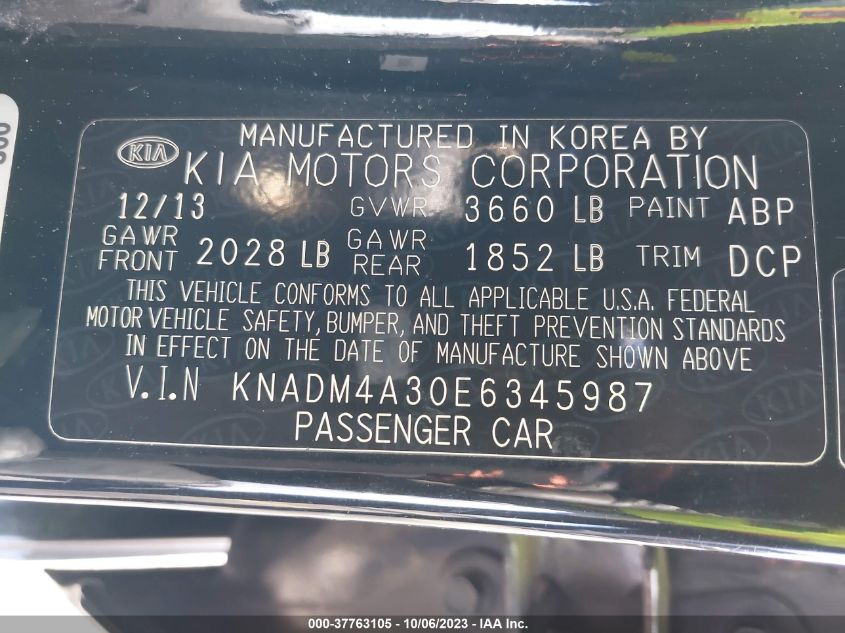 MANUFACTURED IN KOREA BY
KIA KIA MOTORS CORPORATION
12/13 GVWR 3660 LB PAINT ABP
GAWR FRONT 2028 LB GAWR REAR 1852 LB TRIM DCP
THIS VEHICLE CONFORMS TO ALL APPLICABLE U.S.A. FEDERAL
MOTOR VEHICLE SAFETY, BUMPER, AND THEFT PREVENTION STANDARDS
IN EFFECT ON THE DATE OF MANUFACTURE SHOWN ABOVE
V.I.N KNADM4A30E6345987
PASSENGER CAR
000-37763105 - 10/06/2023 - IAA Inc.